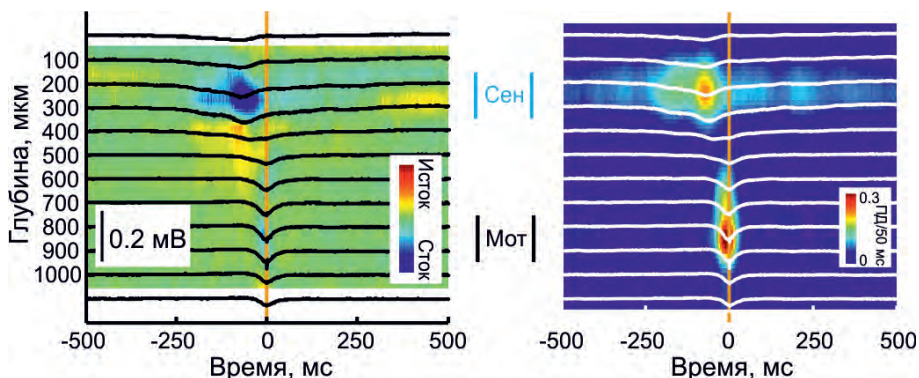 Глубина, мкм
100
200
300
400
500
600
700
800
900
1000
0.2 мВ
Исток
Сток
-500
-250
0
250
500
Время, мс
Сен
Мот
0.3
0
ПД/50 мс
-500
-250
0
250
500
Время, мс